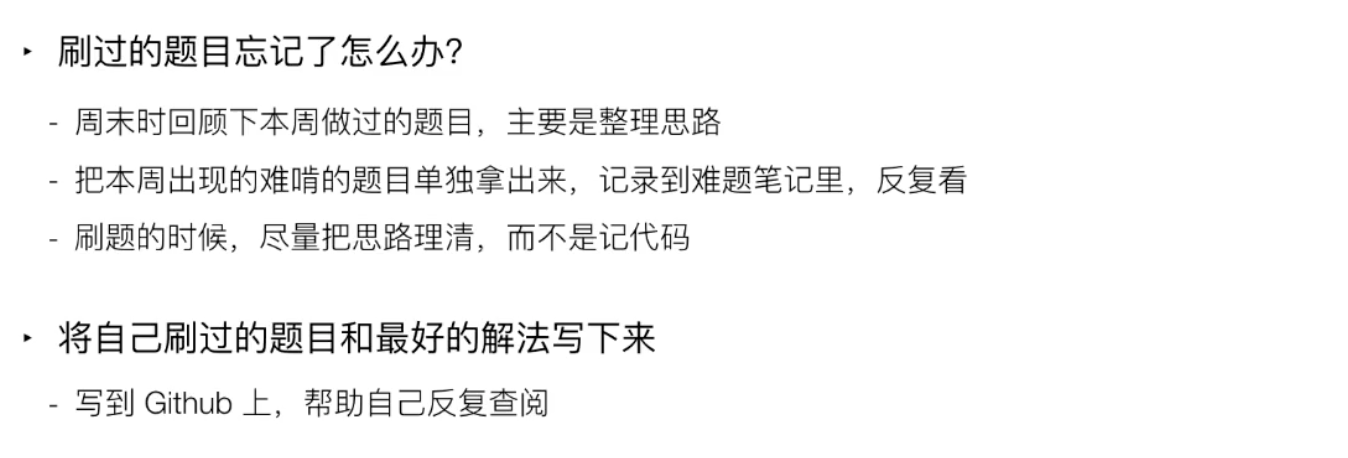 ‣ 刷过的题目忘记了怎么办？
- 周末时回顾下本周做过的题目，主要是整理思路
- 把本周出现的难啃的题目单独拿出来，记录到难题笔记里，反复看
- 刷题的时候，尽量把思路理清，而不是记代码
‣ 将自己刷过的题目和最好的解法写下来
- 写到 Github 上，帮助自己反复查阅